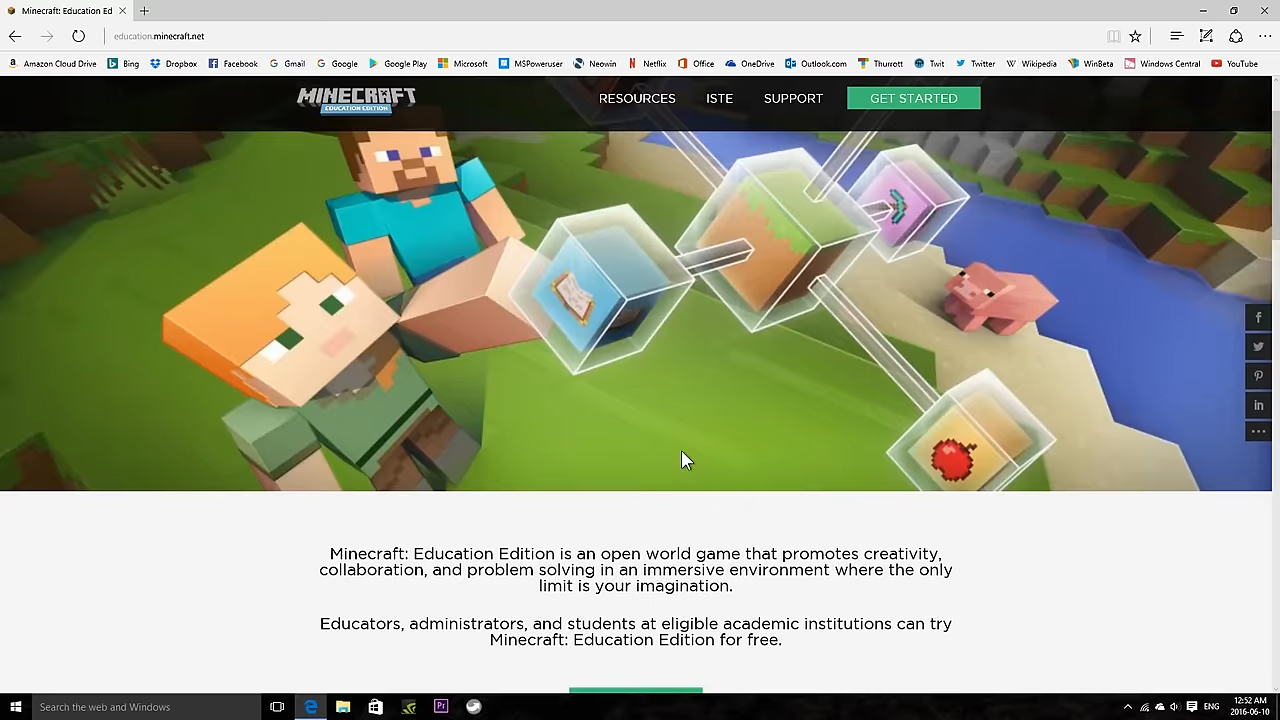 Minecraft: Education Ed
education.minecraft.net
Amazon Cloud Drive Bing Dropbox Facebook Gmail Google Google Play Microsoft MSPoweruser Neowin Netflix Office OneDrive Outlook.com Thurrott Twit Twitter Wikipedia WinBeta Windows Central YouTube
MINECRAFT
EDUCATION EDITION
RESOURCES ISTE SUPPORT GET STARTED
Minecraft: Education Edition is an open world game that promotes creativity,
collaboration, and problem solving in an immersive environment where the only
limit is your imagination.
Educators, administrators, and students at eligible academic institutions can try
Minecraft: Education Edition for free.
Search the web and Windows
Pr
ENG
12:52 AM
2016-06-10